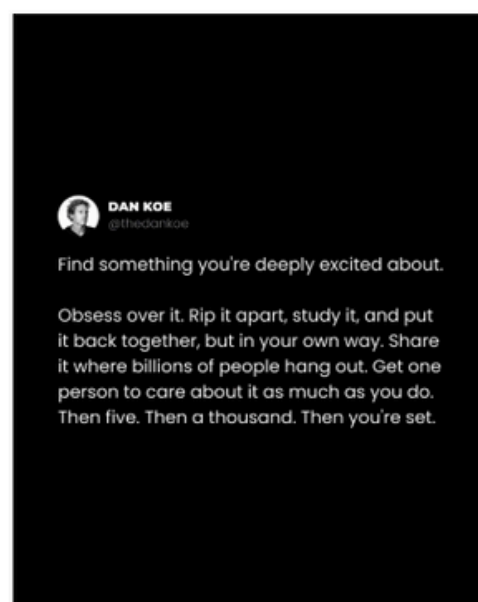 DAN KOE
@thedankoe
Find something you're deeply excited about.
Obsess over it. Rip it apart, study it, and put
it back together, but in your own way. Share
it where billions of people hang out. Get one
person to care about it as much as you do.
Then five. Then a thousand. Then you're set.